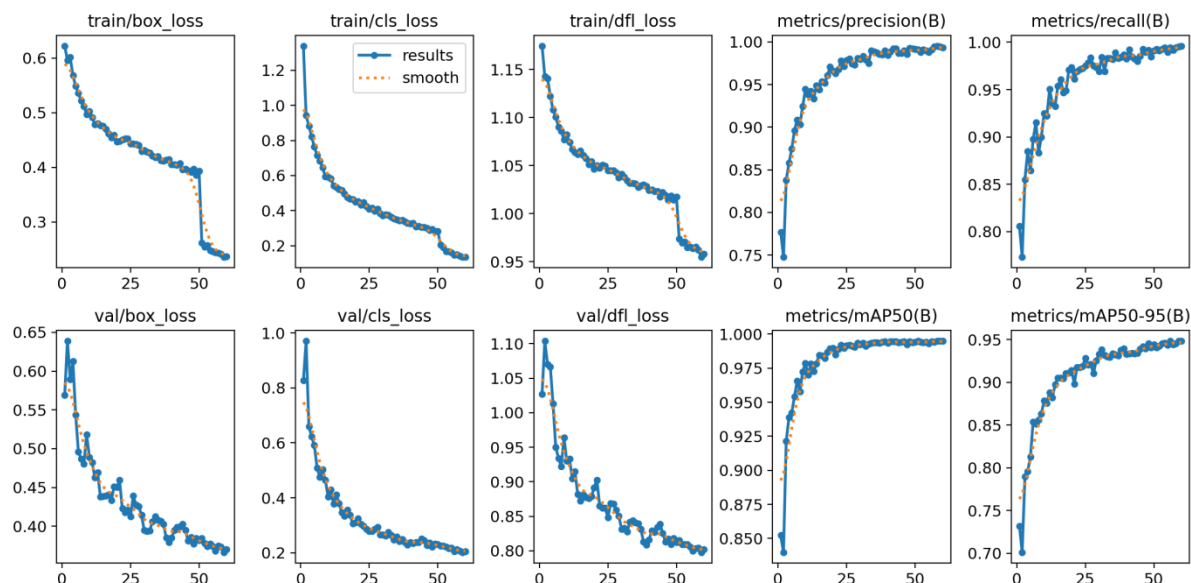 train/box_loss
train/cls_loss
train/dfl_loss
metrics/precision(B)
metrics/recall(B)
0.6
0.5
0.4
0.3
0 25 50
1.2
1.0
0.8
0.6
0.4
0.2
results
smooth
0 25 50
1.15
1.10
1.05
1.00
0.95
0 25 50
1.00
0.95
0.90
0.85
0.80
0.75
0 25 50
1.00
0.95
0.90
0.85
0.80
0 25 50
val/box_loss
val/cls_loss
val/dfl_loss
metrics/mAP50(B)
metrics/mAP50-95(B)
0.65
0.60
0.55
0.50
0.45
0.40
0 25 50
1.0
0.8
0.6
0.4
0.2
0 25 50
1.10
1.05
1.00
0.95
0.90
0.85
0.80
0 25 50
1.000
0.975
0.950
0.925
0.900
0.875
0.850
0 25 50
0.95
0.90
0.85
0.80
0.75
0.70
0 25 50